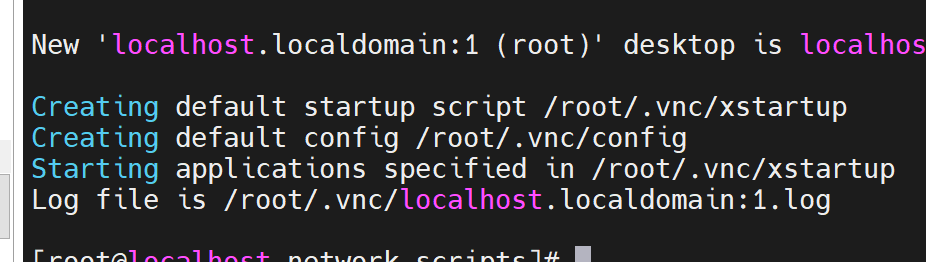 New 'localhost.localdomain:1 (root)' desktop is localhos
Creating default startup script /root/.vnc/xstartup
Creating default config /root/.vnc/config
Starting applications specified in /root/.vnc/xstartup
Log file is /root/.vnc/localhost.localdomain:1.log
[root@localhost network-scripts]#